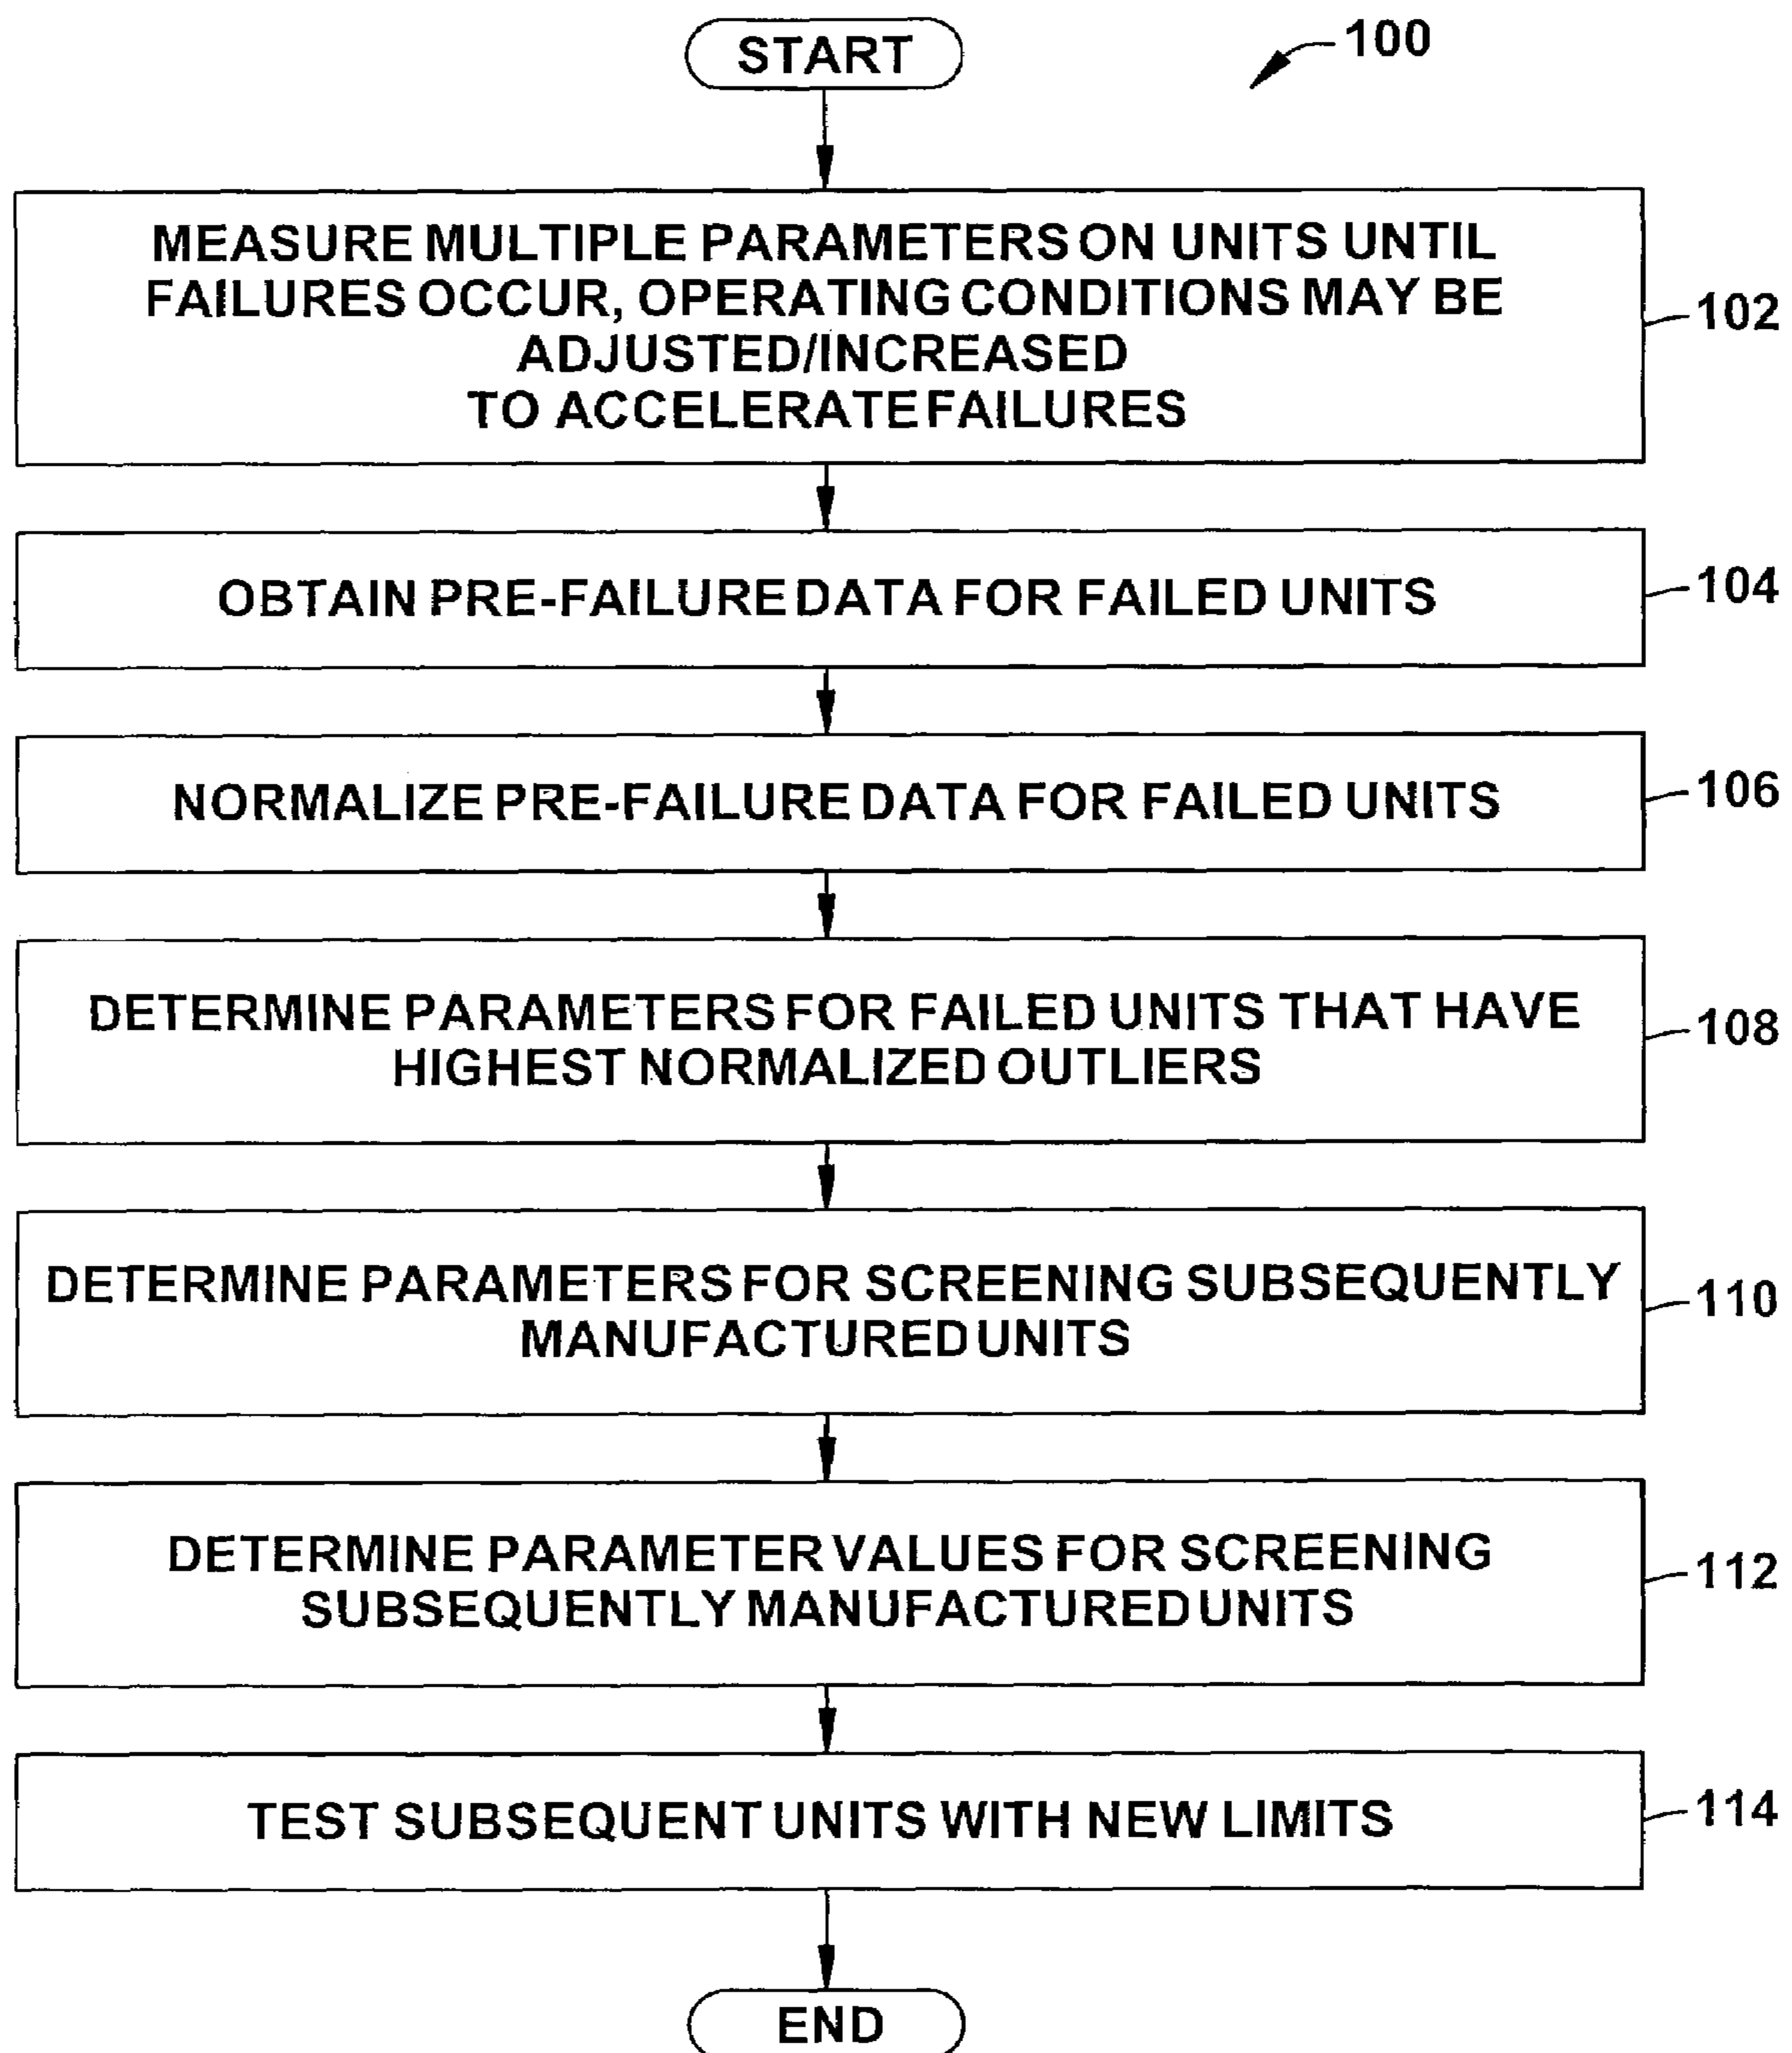 START
100
MEASURE MULTIPLE PARAMETERS ON UNITS UNTIL
FAILURES OCCUR, OPERATING CONDITIONS MAY BE
ADJUSTED/INCREASED
TO ACCELERATE FAILURES
102
OBTAIN PRE-FAILURE DATA FOR FAILED UNITS
104
NORMALIZE PRE-FAILURE DATA FOR FAILED UNITS
106
DETERMINE PARAMETERS FOR FAILED UNITS THAT HAVE
HIGHEST NORMALIZED OUTLIERS
108
DETERMINE PARAMETERS FOR SCREENING SUBSEQUENTLY
MANUFACTURED UNITS
110
DETERMINE PARAMETER VALUES FOR SCREENING
SUBSEQUENTLY MANUFACTURED UNITS
112
TEST SUBSEQUENT UNITS WITH NEW LIMITS
114
END